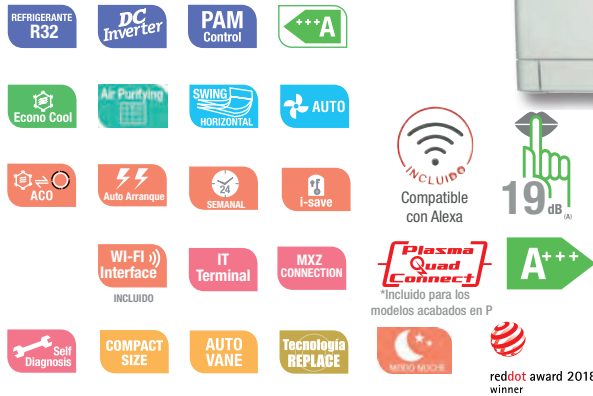 REFRIGERANTE
R32
DC
Inverter
PAM
Control
+++A
Econo Cool
Air Purifying
SWING
HORIZONTAL
AUTO
ACO
Auto Arranque
24
SEMANAL
i-save
INCLUIDO
Compatible
con Alexa
19 dB
(A)
WI-FI
Interface
INCLUIDO
IT
Terminal
MXZ
CONNECTION
Plasma
Quad
Connect
*Incluido para los
modelos acabados en P
A+++
Self
Diagnosis
COMPACT
SIZE
AUTO
VANE
Tecnología
REPLACE
MODO NOCHE
reddot award 2018
winner